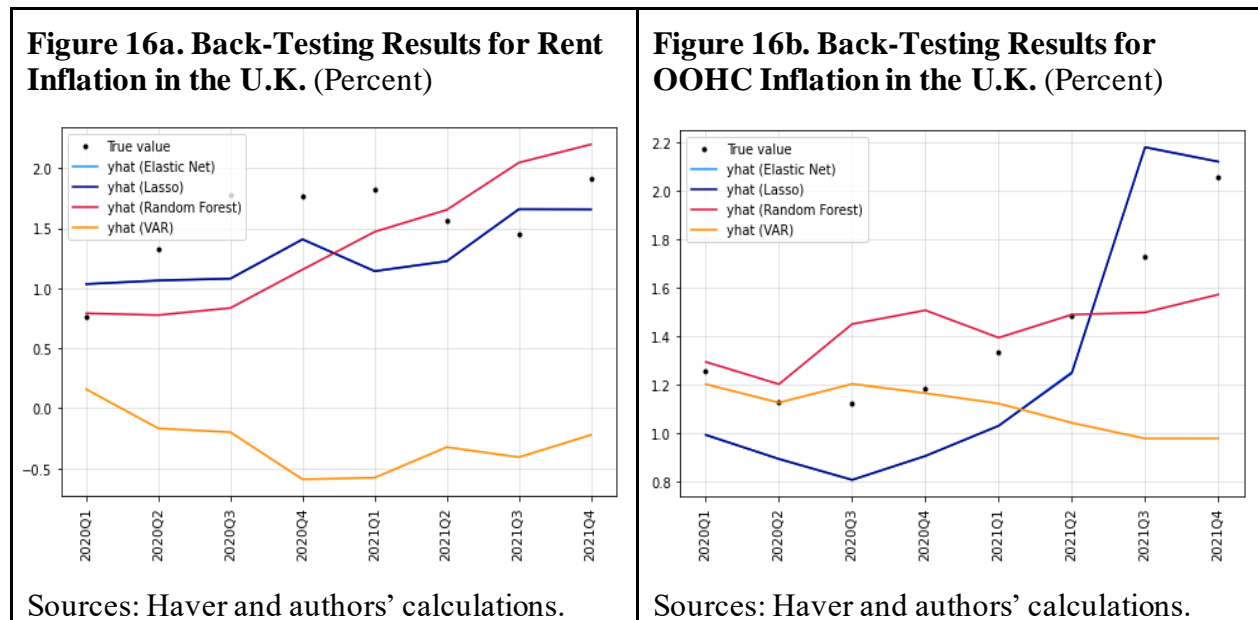 Figure 16a. Back-Testing Results for Rent
Inflation in the U.K. (Percent)
True value
yhat (Elastic Net)
yhat (Lasso)
yhat (Random Forest)
yhat (VAR)
2.0
1.5
1.0
0.5
0.0
−0.5
2020Q1
2020Q2
2020Q3
2020Q4
2021Q1
2021Q2
2021Q3
2021Q4
Sources: Haver and authors’ calculations.
Figure 16b. Back-Testing Results for
OOHC Inflation in the U.K. (Percent)
True value
yhat (Elastic Net)
yhat (Lasso)
yhat (Random Forest)
yhat (VAR)
2.2
2.0
1.8
1.6
1.4
1.2
1.0
0.8
2020Q1
2020Q2
2020Q3
2020Q4
2021Q1
2021Q2
2021Q3
2021Q4
Sources: Haver and authors’ calculations.